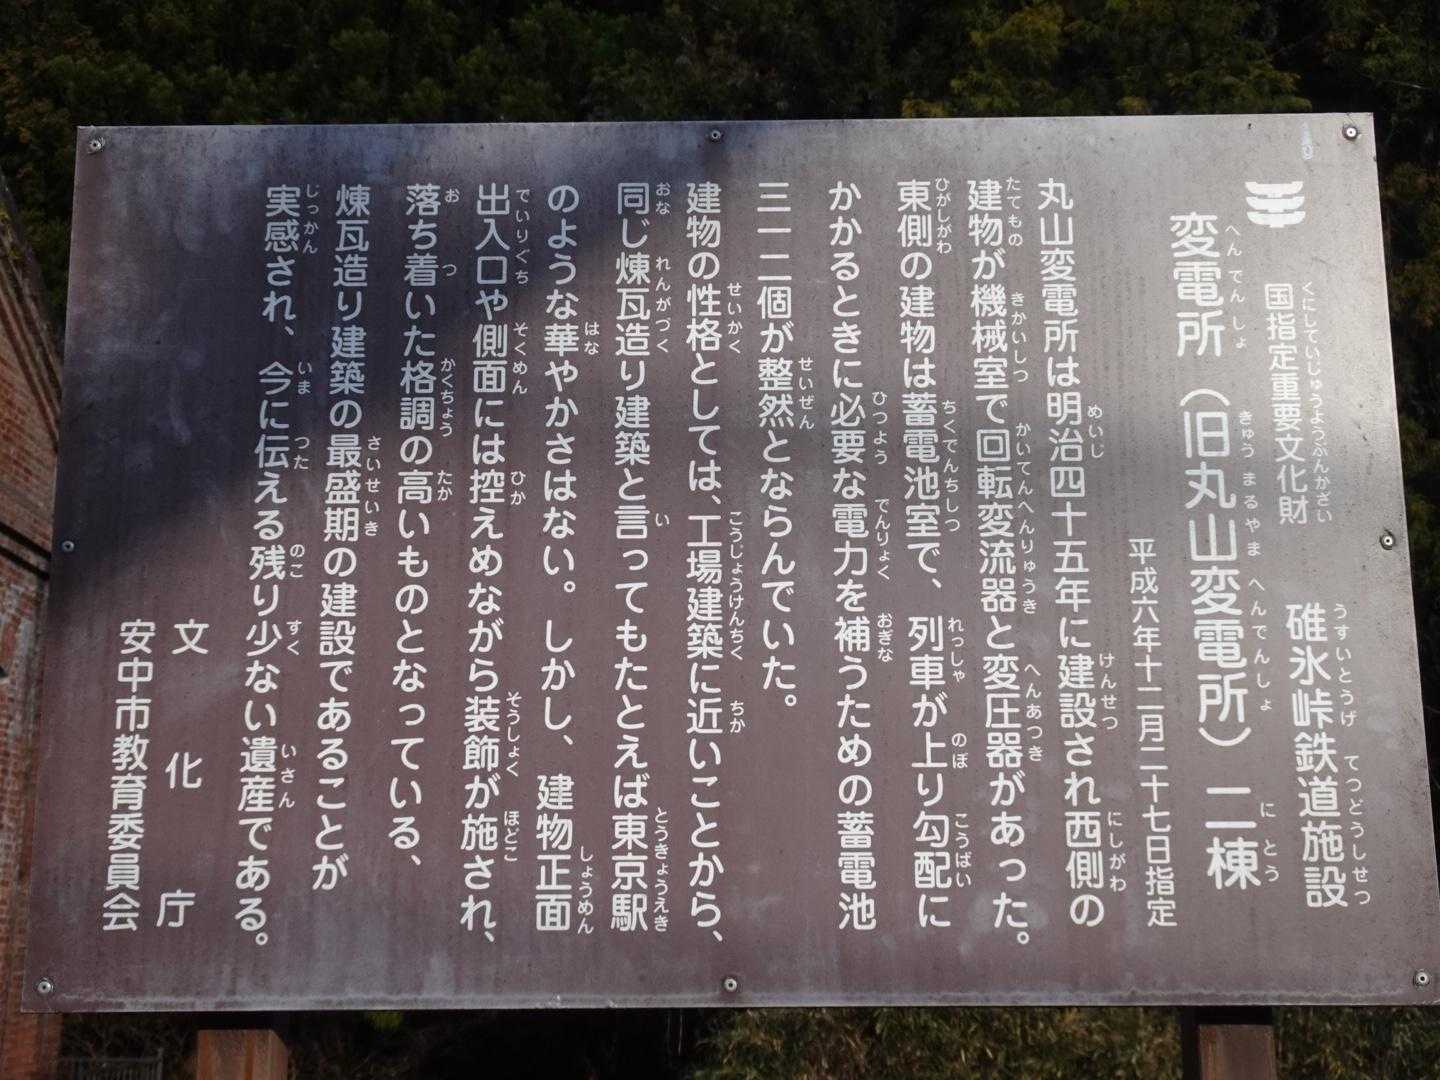 国指定重要文化財　碓氷峠鉄道施設
変電所（旧丸山変電所）二棟
平成六年十二月二十七日指定
丸山変電所は明治四十五年に建設され西側の
建物が機械室で回転変流器と変圧器があった。
東側の建物は蓄電池室で、列車が上り勾配に
かかるときに必要な電力を補うための蓄電池
三一二個が整然とならんでいた。
建物の性格としては、工場建築に近いことから、
同じ煉瓦造り建築と言ってもたとえば東京駅
のような華やかさはない。しかし、建物正面
出入口や側面には控えめながら装飾が施され、
落ち着いた格調の高いものとなっている、
煉瓦造り建築の最盛期の建設であることが
実感され、今に伝える残り少ない遺産である。
文化庁
安中市教育委員会